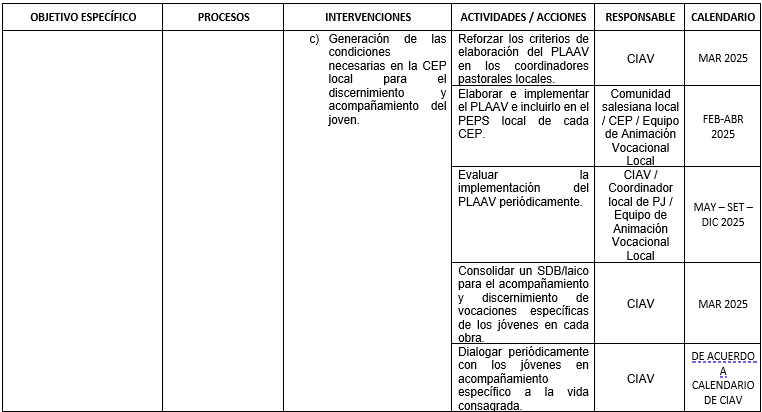 OBJETIVO ESPECÍFICO
PROCESOS
INTERVENCIONES
ACTIVIDADES / ACCIONES
RESPONSABLE
CALENDARIO
c) Generación de las
condiciones
necesarias en la CEP
local para el
discernimiento y
acompañamiento del
joven.
Reforzar los criterios de
elaboración del PLAAV
en los coordinadores
pastorales locales.
CIAV
MAR 2025
Elaborar e implementar
el PLAAV e incluirlo en el
PEPS local de cada
CEP.
Comunidad
salesiana local
/ CEP / Equipo
de Animación
Vocacional
Local
FEB-ABR
2025
Evaluar la
implementación del
PLAAV periódicamente.
CIAV /
Coordinador
local de PJ /
Equipo de
Animación
Vocacional
Local
MAY – SET –
DIC 2025
Consolidar un SDB/laico
para el acompañamiento
y discernimiento de
vocaciones específicas
de los jóvenes en cada
obra.
CIAV
MAR 2025
Dialogar periódicamente
con los jóvenes en
acompañamiento
específico a la vida
consagrada.
CIAV
DE ACUERDO
A
CALENDARIO
DE CIAV